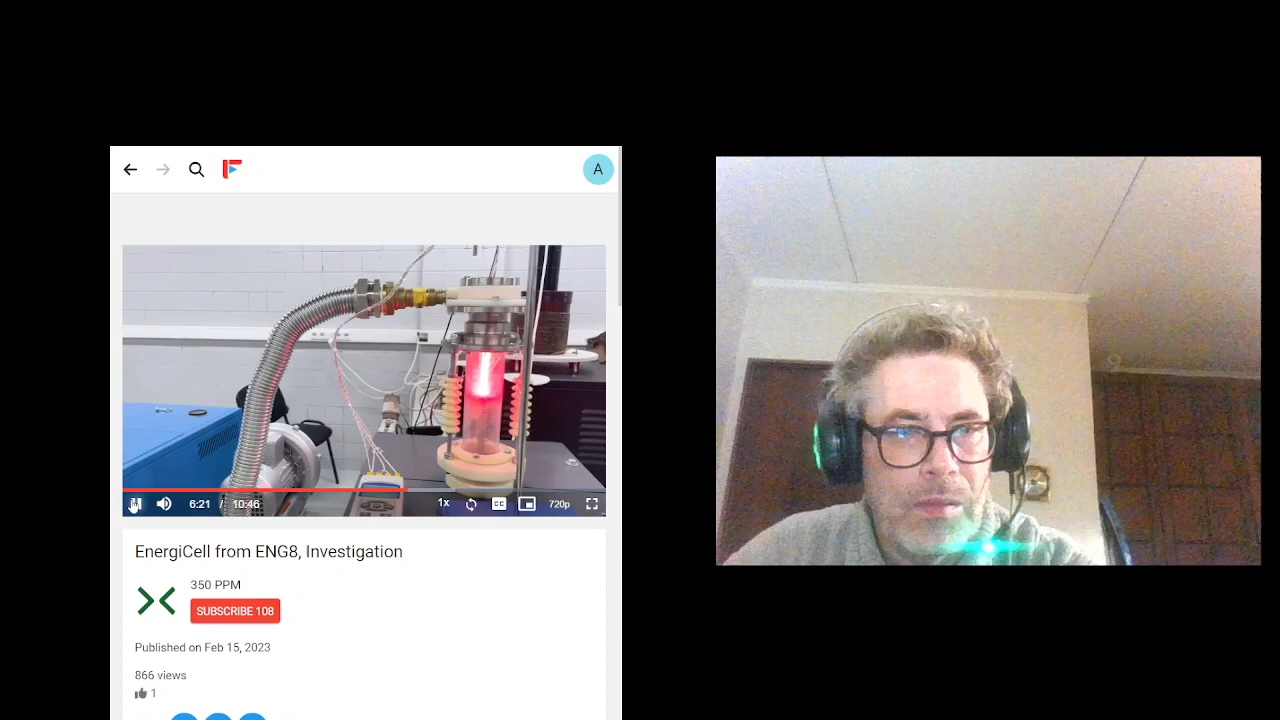 A
6:21 / 10:46
1x
CC
720p
EnergiCell from ENG8, Investigation
350 PPM
SUBSCRIBE 108
Published on Feb 15, 2023
866 views
1